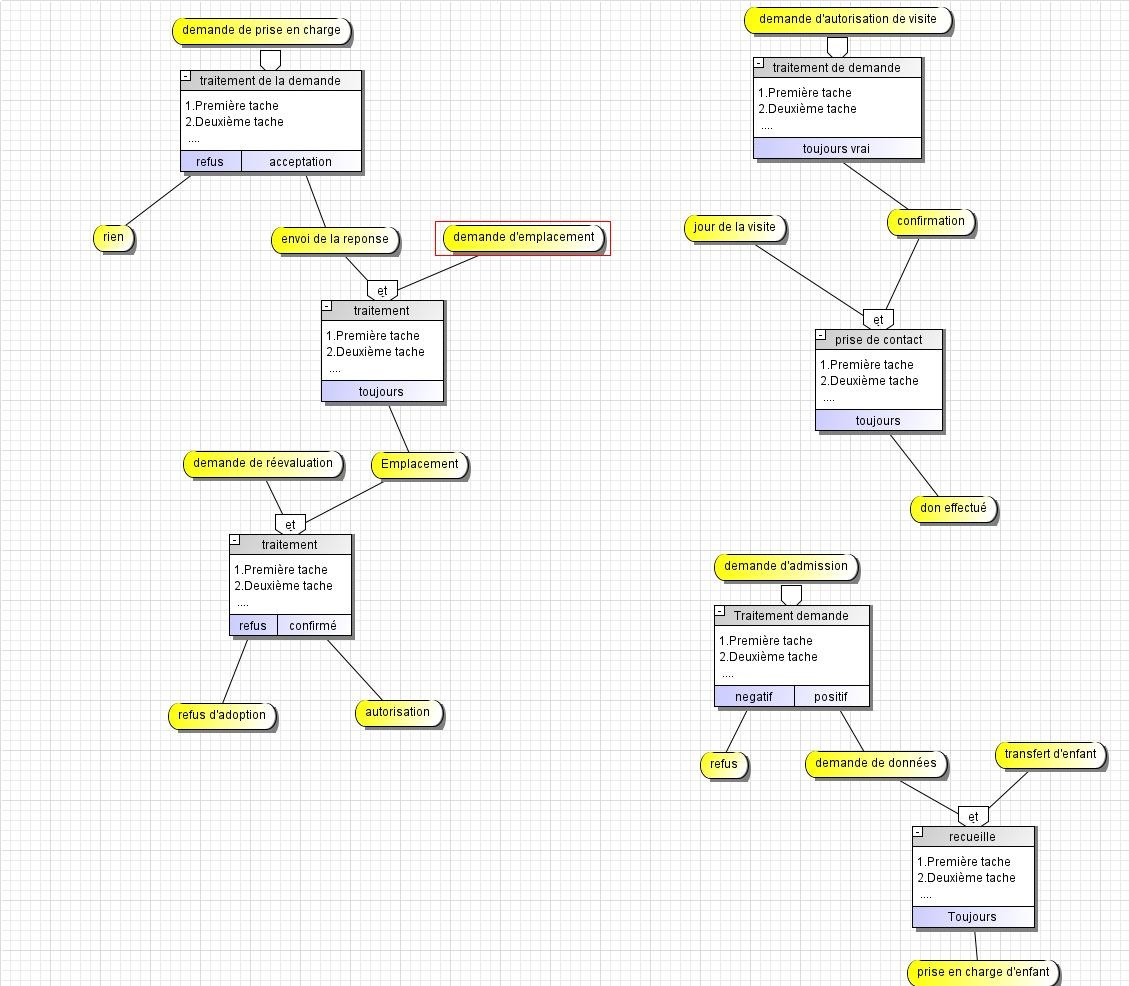 demande de prise en charge
traitement de la demande
1.Première tache
2.Deuxième tache
....
refus acceptation
rien
envoi de la reponse
demande d'emplacement
et
traitement
1.Première tache
2.Deuxième tache
....
toujours
demande de réevaluation
Emplacement
et
traitement
1.Première tache
2.Deuxième tache
....
refus confirmé
refus d'adoption
autorisation
demande d'autorisation de visite
traitement de demande
1.Première tache
2.Deuxième tache
....
toujours vrai
jour de la visite
confirmation
et
prise de contact
1.Première tache
2.Deuxième tache
....
toujours
don effectué
demande d'admission
Traitement demande
1.Première tache
2.Deuxième tache
....
negatif positif
refus
demande de données
transfert d'enfant
et
recueille
1.Première tache
2.Deuxième tache
....
Toujours
prise en charge d'enfant